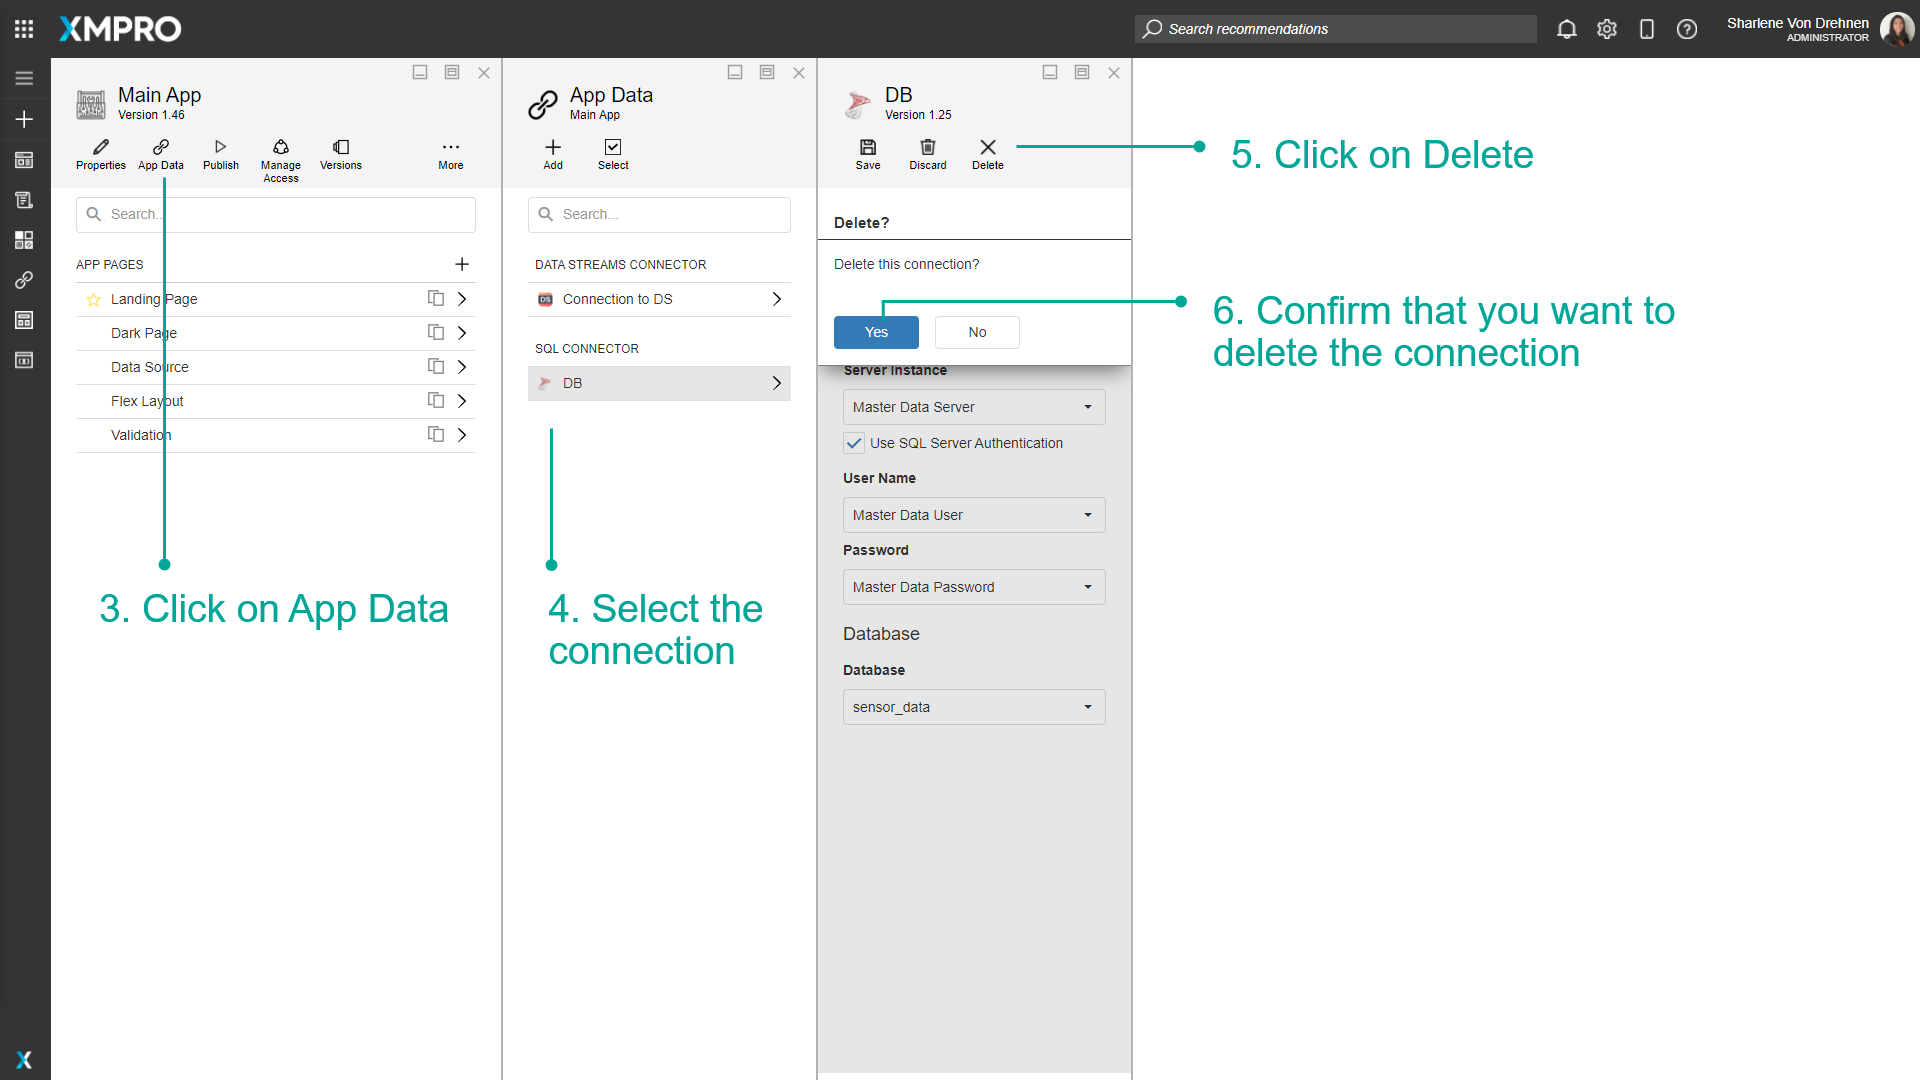 XMPRO
Search recommendations
Sharlene Von Drehnen
ADMINISTRATOR
Main App
Version 1.46
Properties
App Data
Publish
Manage
Access
Versions
More
Search...
APP PAGES
Landing Page
Dark Page
Data Source
Flex Layout
Validation
3. Click on App Data
App Data
Main App
Add
Select
Search...
DATA STREAMS CONNECTOR
DS
Connection to DS
SQL CONNECTOR
DB
4. Select the
connection
DB
Version 1.25
Save
Discard
Delete
Delete?
Delete this connection?
Yes
No
Server Instance
Master Data Server
Use SQL Server Authentication
User Name
Master Data User
Password
Master Data Password
Database
Database
sensor_data
5. Click on Delete
6. Confirm that you want to
delete the connection